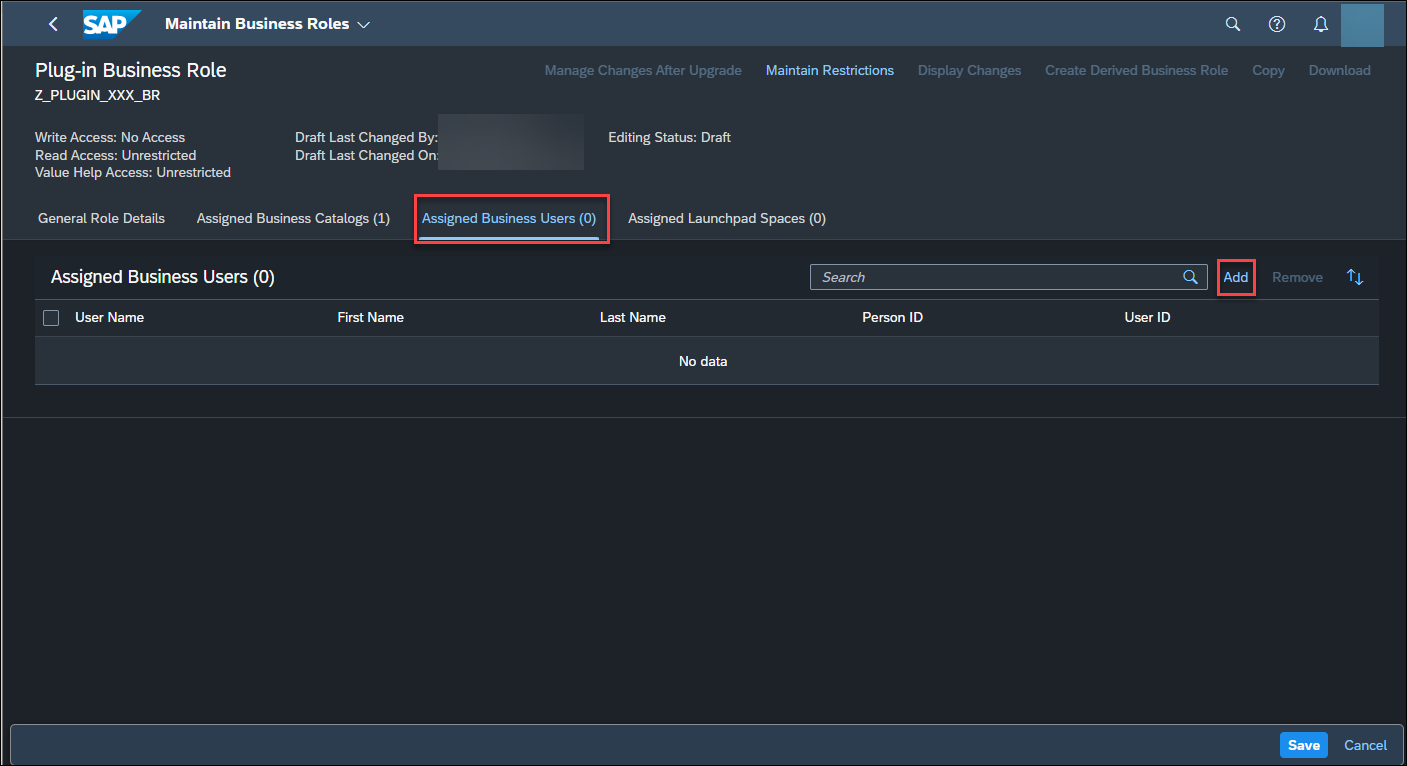 SAP Maintain Business Roles
Plug-in Business Role
Manage Changes After Upgrade Maintain Restrictions Display Changes Create Derived Business Role Copy Download
Z_PLUGIN_XXX_BR
Write Access: No Access Draft Last Changed By: Editing Status: Draft
Read Access: Unrestricted Draft Last Changed On:
Value Help Access: Unrestricted
General Role Details Assigned Business Catalogs (1) Assigned Business Users (0) Assigned Launchpad Spaces (0)
Assigned Business Users (0) Search Add Remove
User Name First Name Last Name Person ID User ID
No data
Save Cancel